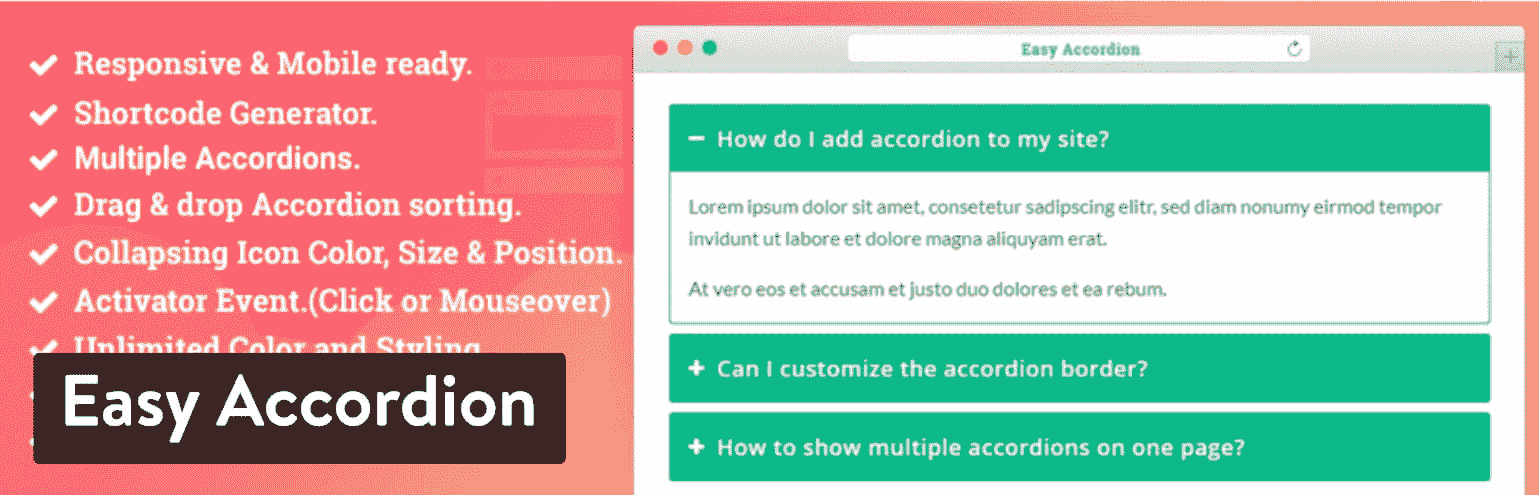 Responsive & Mobile ready.
Shortcode Generator.
Multiple Accordions.
Drag & drop Accordion sorting.
Collapsing Icon Color, Size & Position.
Activator Event.(Click or Mouseover)
Unlimited Color and Styling
Easy Accordion
Easy Accordion
How do I add accordion to my site?
Lorem ipsum dolor sit amet, consetetur sadipscing elitr, sed diam nonumy eirmod tempor
invidunt ut labore et dolore magna aliquyam erat.
At vero eos et accusam et justo duo dolores et ea rebum.
Can I customize the accordion border?
How to show multiple accordions on one page?